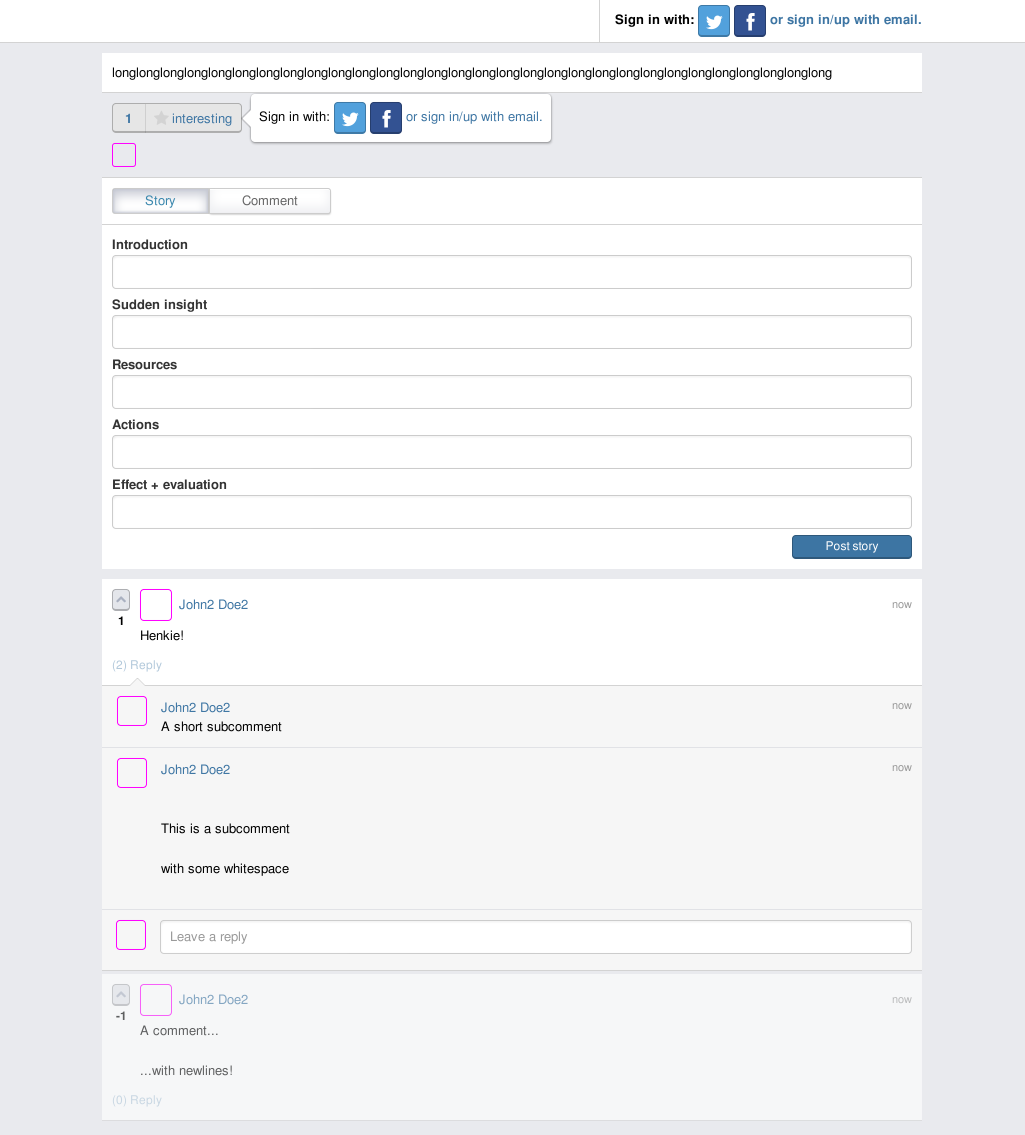 Sign in with: or sign in/up with email.
longlonglonglonglonglonglonglonglonglonglonglonglonglonglonglonglonglonglonglonglonglonglonglonglonglonglonglonglonglong
1 interesting Sign in with: or sign in/up with email.
Story Comment
Introduction
Sudden insight
Resources
Actions
Effect + evaluation
Post story
John2 Doe2 now
1
Henkie!
(2) Reply
John2 Doe2 now
A short subcomment
John2 Doe2 now
This is a subcomment
with some whitespace
Leave a reply
John2 Doe2 now
-1
A comment...
...with newlines!
(0) Reply